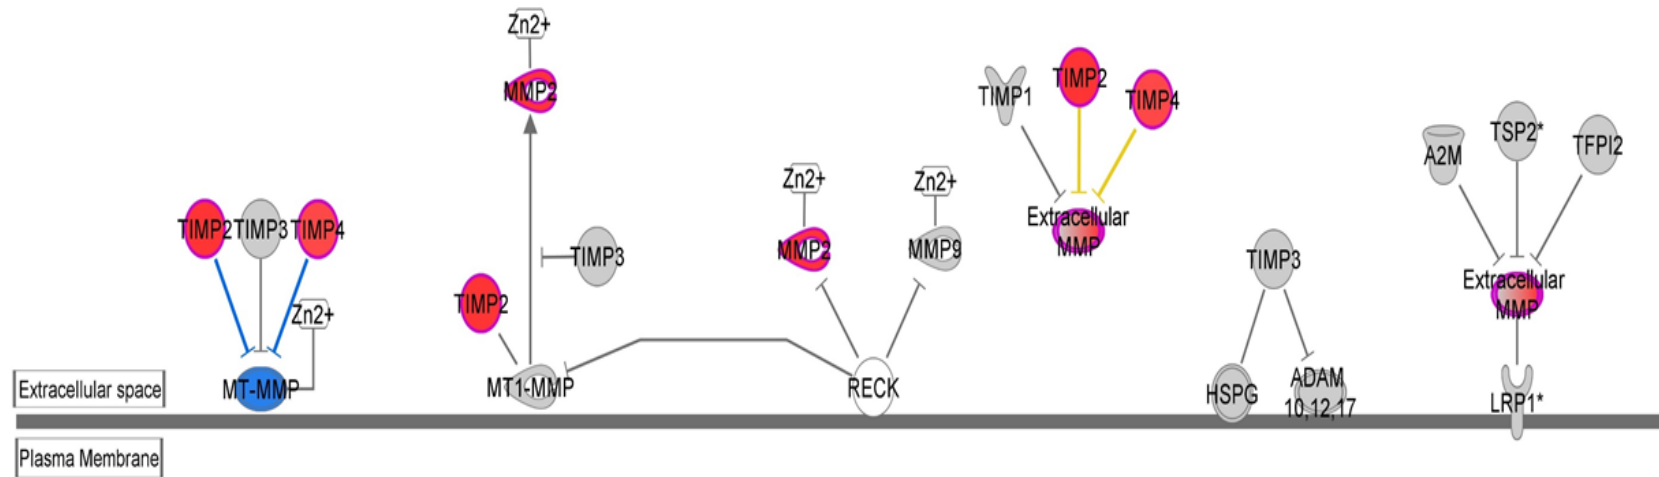 Zn2+
MMP2
TIMP2
TIMP3
TIMP4
Zn2+
MT-MMP
TIMP2
TIMP3
MT1-MMP
Zn2+
MMP2
Zn2+
MMP9
RECK
TIMP1
TIMP2
TIMP4
Extracellular
MMP
TIMP3
HSPG
ADAM
10,12,17
A2M
TSP2*
TFPI2
Extracellular
MMP
LRP1*
Extracellular space
Plasma Membrane